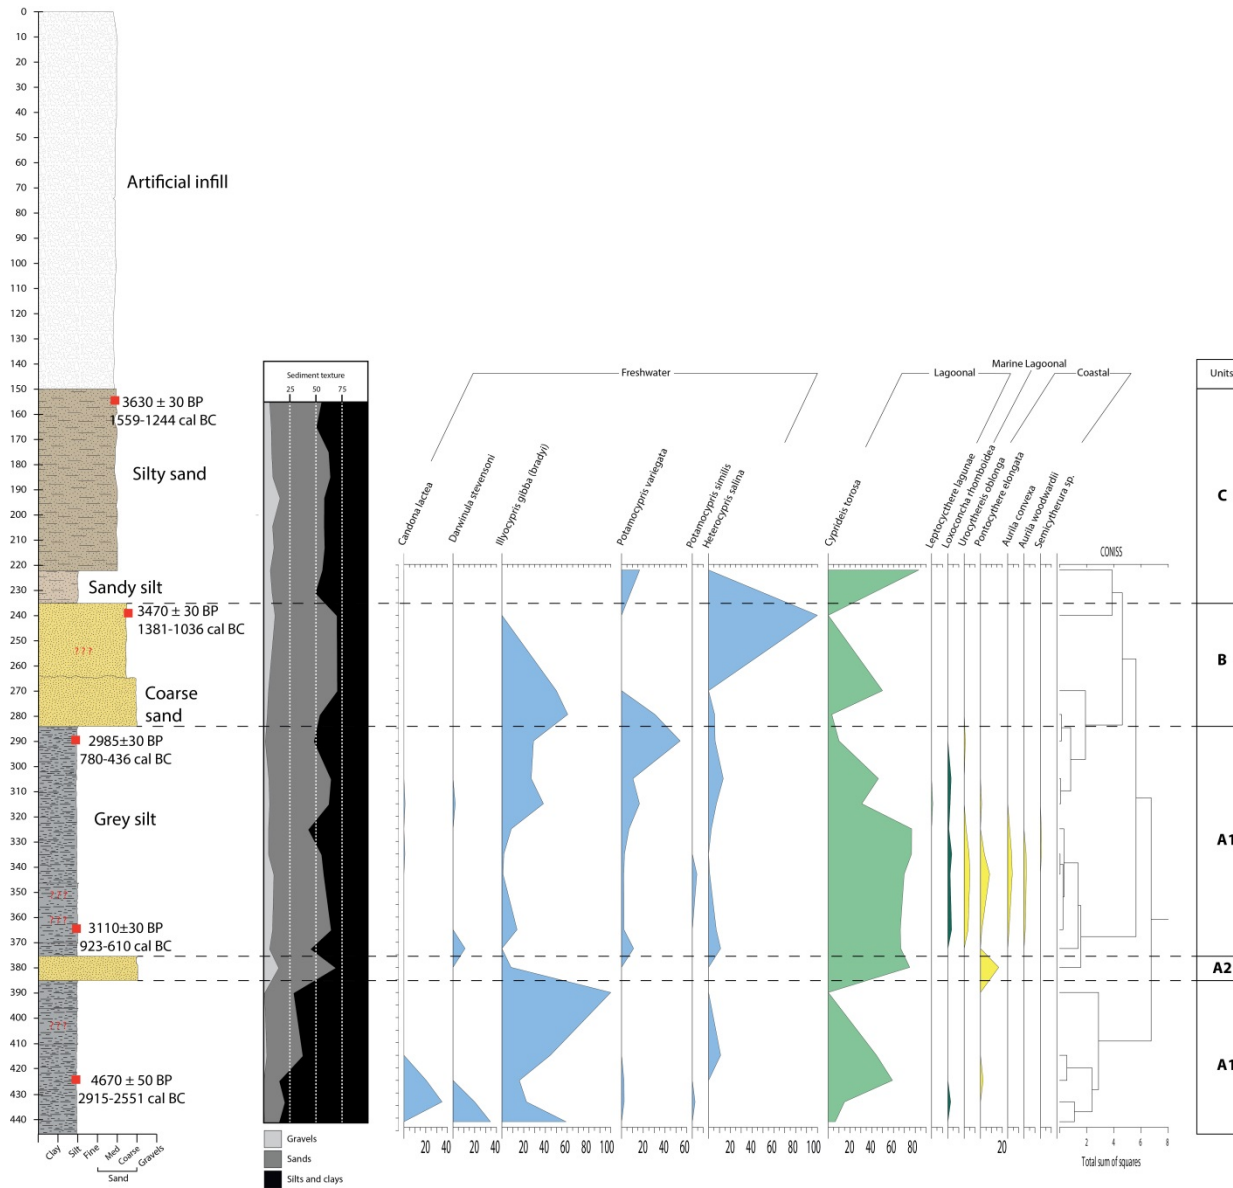 0
10
20
30
40
50
60
70
80
90
100
110
120
130
140
150
160
170
180
190
200
210
220
230
240
250
260
270
280
290
300
310
320
330
340
350
360
370
380
390
400
410
420
430
440
Artificial infill
3630 ± 30 BP
1559-1244 cal BC
Silty sand
Sandy silt
3470 ± 30 BP
1381-1036 cal BC
? ? ?
Coarse
sand
2985±30 BP
780-436 cal BC
Grey silt
? ? ?
? ? ?
3110±30 BP
923-610 cal BC
? ? ?
4670 ± 50 BP
2915-2551 cal BC
Clay
Silt
Fine
Med
Coarse
Gravels
Sand
Sediment texture
25 50 75
Gravels
Sands
Silts and clays
Freshwater
Lagoonal
Marine Lagoonal
Coastal
Candona lactea
Darwinula stevensoni
Illyocypris gibba (bradyi)
Potamocypris variegata
Potamocypris similis
Heterocypris salina
Cyprideis torosa
Leptocycthere lagunae
Loxoconcha rhomboidea
Urocythereis oblonga
Pontocythere elongata
Aurila convexa
Aurila woodwardii
Semicytherura sp.
CONISS
20 40
20 40
20 40 60 80 100
20 40 60
20 40 60 80 100
20 40 60 80
20
0 2 4 6 8
Total sum of squares
Units
C
B
A1
A2
A1